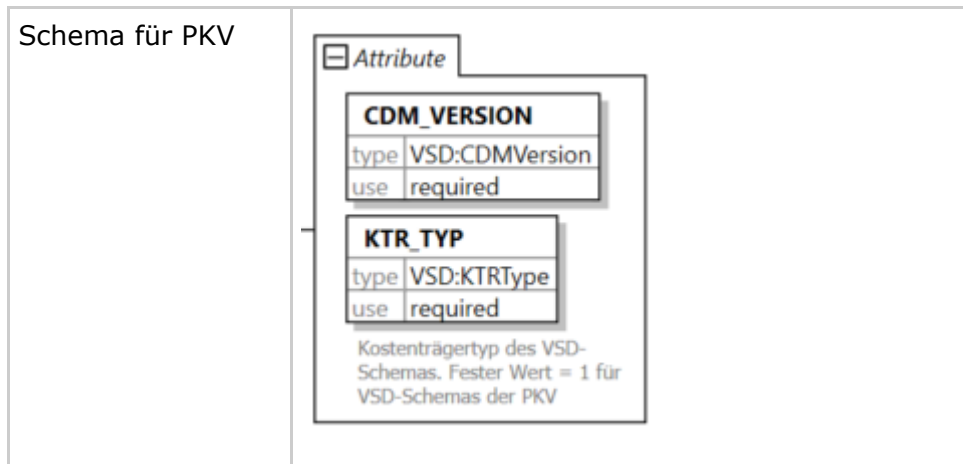 Schema für PKV
Attribute
CDM_VERSION
type VSD:CDMVersion
use required
KTR_TYP
type VSD:KTRType
use required
Kostenträgertyp des VSD-
Schemas. Fester Wert = 1 für
VSD-Schemas der PKV